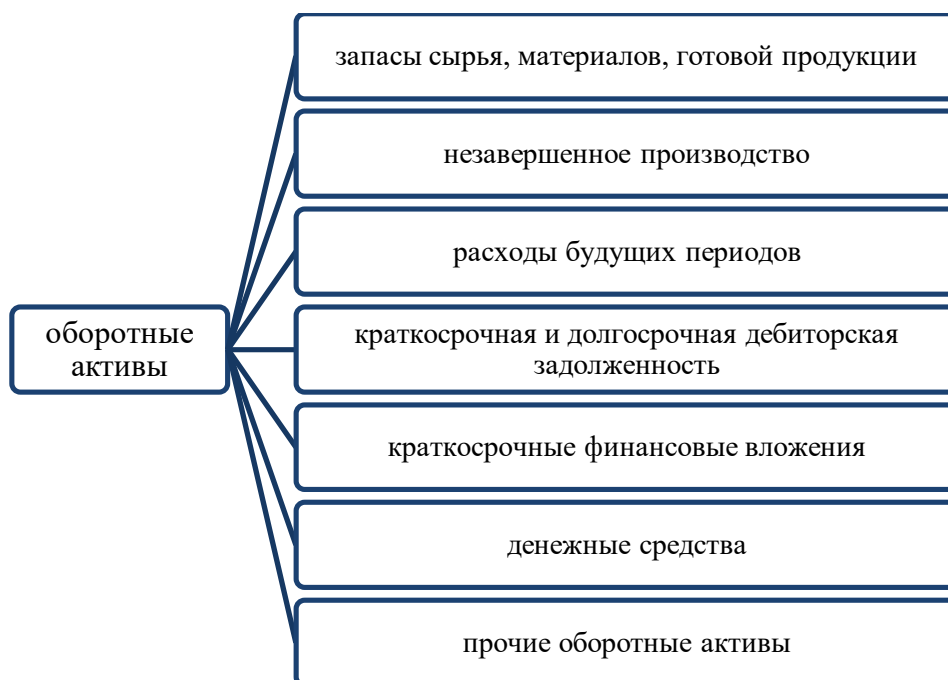 запасы сырья, материалов, готовой продукции
незавершенное производство
расходы будущих периодов
оборотные
активы
краткосрочная и долгосрочная дебиторская
задолженность
краткосрочные финансовые вложения
денежные средства
прочие оборотные активы